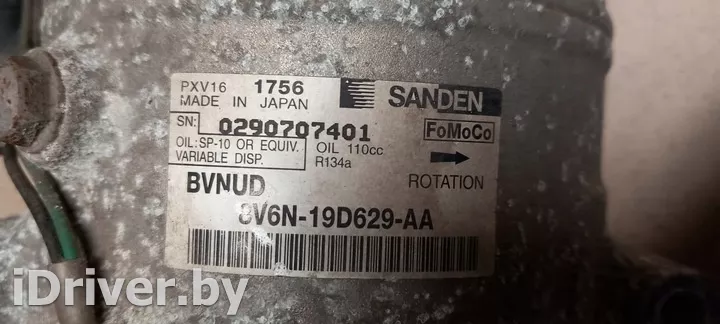 PXV16 1756 SANDEN
MADE IN JAPAN
SN: 0290707401 FoMoCo
OIL:SP-10 OR EQUIV. OIL 110cc
VARIABLE DISP. R134a
BVNUD ROTATION
8V6N-19D629-AA
iDriver.by